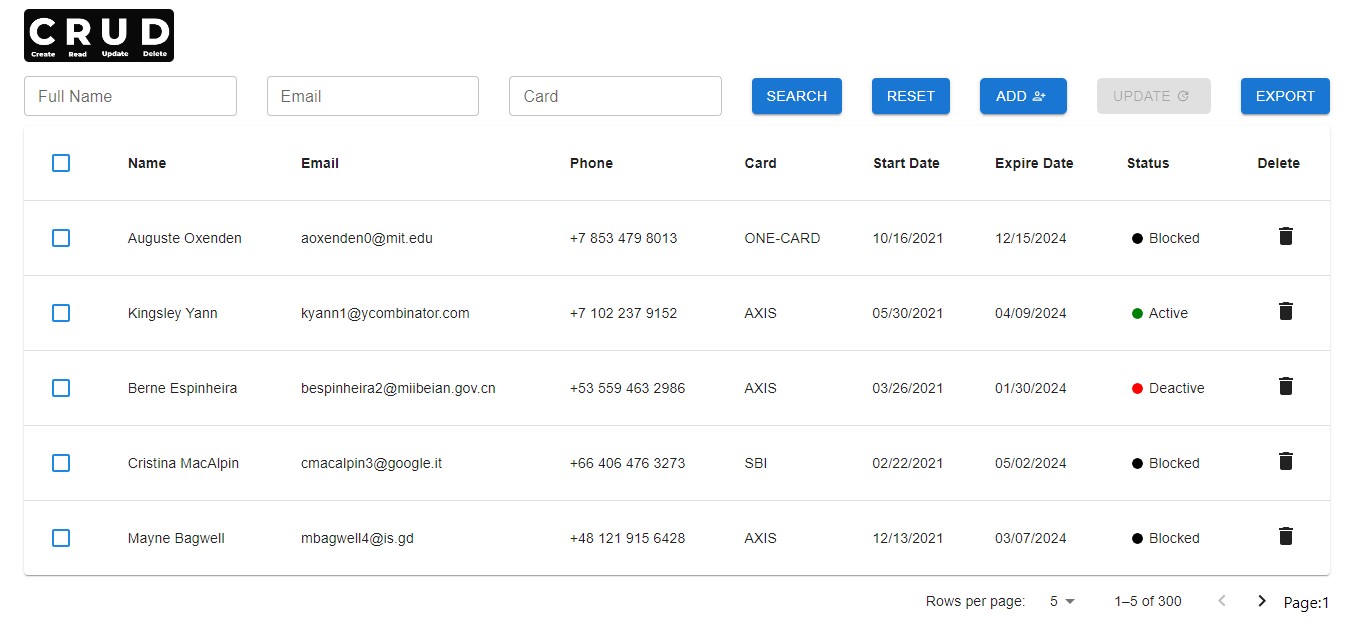 CRUD
Create Read Update Delete
Full Name Email Card SEARCH RESET ADD UPDATE EXPORT
Name Email Phone Card Start Date Expire Date Status Delete
Auguste Oxenden aoxenden0@mit.edu +7 853 479 8013 ONE-CARD 10/16/2021 12/15/2024 Blocked
Kingsley Yann kyann1@ycombinator.com +7 102 237 9152 AXIS 05/30/2021 04/09/2024 Active
Berne Espinheira bespinheira2@miibeian.gov.cn +53 559 463 2986 AXIS 03/26/2021 01/30/2024 Deactive
Cristina MacAlpin cmacalpin3@google.it +66 406 476 3273 SBI 02/22/2021 05/02/2024 Blocked
Mayne Bagwell mbagwell4@is.gd +48 121 915 6428 AXIS 12/13/2021 03/07/2024 Blocked
Rows per page: 5 1–5 of 300 Page:1